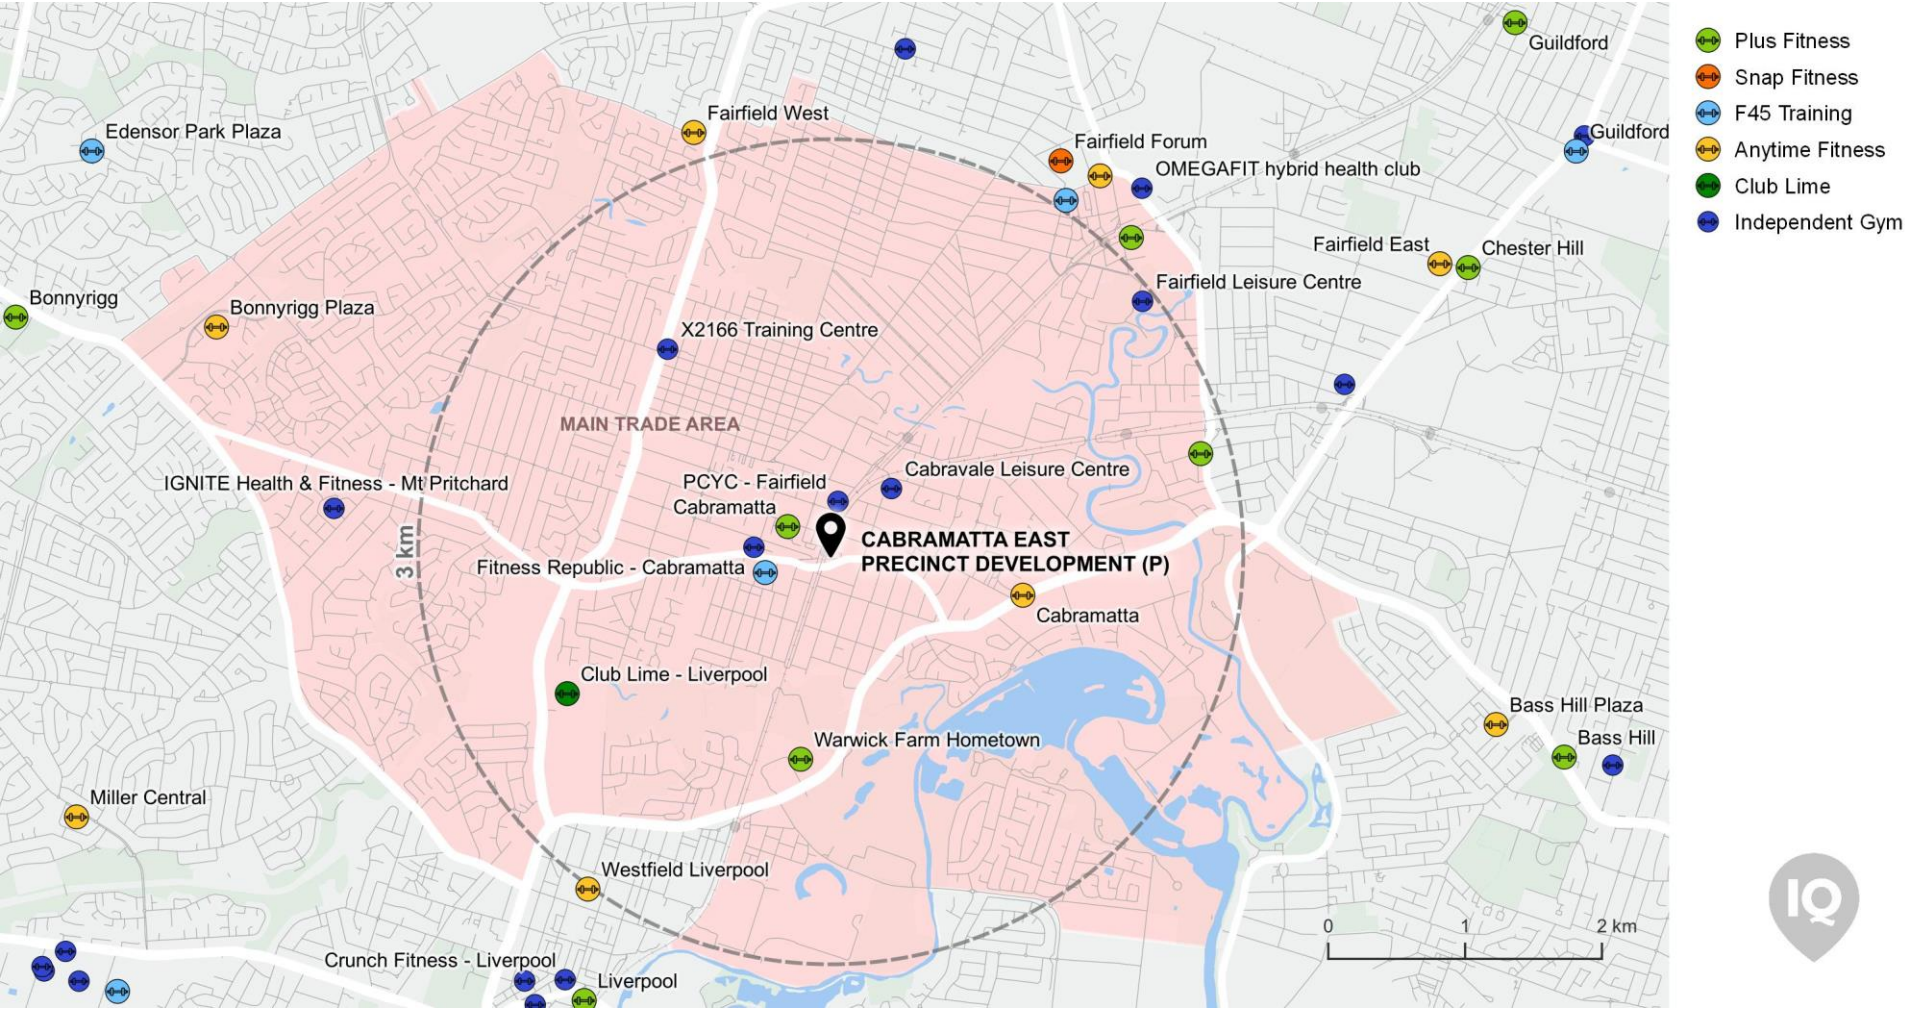 Guildford
Plus Fitness
Snap Fitness
F45 Training
Anytime Fitness
Club Lime
Independent Gym
Fairfield West
Edensor Park Plaza
Guildford
Fairfield Forum
OMEGAFIT hybrid health club
Fairfield East
Chester Hill
Fairfield Leisure Centre
Bonnyrigg
Bonnyrigg Plaza
X2166 Training Centre
MAIN TRADE AREA
Cabravale Leisure Centre
PCYC - Fairfield
IGNITE Health & Fitness - Mt Pritchard
Cabramatta
3 km
CABRAMATTA EAST
PRECINCT DEVELOPMENT (P)
Fitness Republic - Cabramatta
Cabramatta
Club Lime - Liverpool
Bass Hill Plaza
Bass Hill
Warwick Farm Hometown
Miller Central
Westfield Liverpool
IQ
0 1 2 km
Crunch Fitness - Liverpool
Liverpool